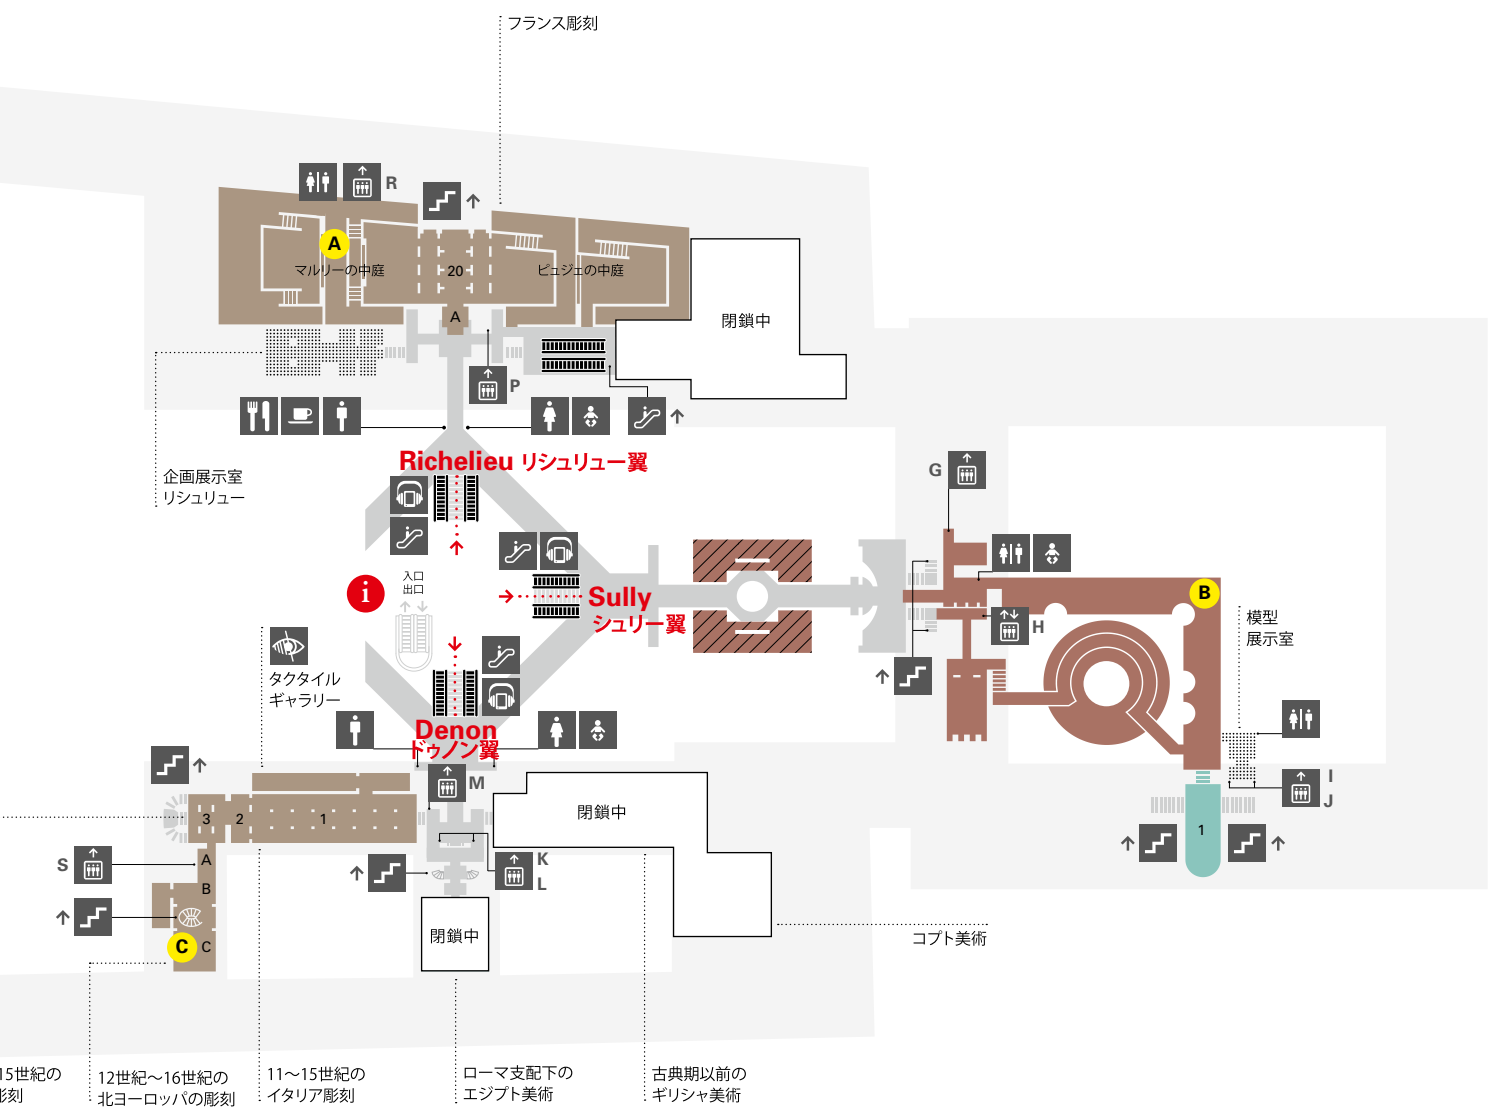 フランス彫刻
R
A
マルリーの中庭
20
ピュジェの中庭
A
閉鎖中
P
企画展示室
リシュリュー
Richelieu リシュリュー翼
G
入口
出口
i
Sully
シュリー翼
B
H
模型
展示室
タクタイル
ギャラリー
Denon
ドゥノン翼
M
I
J
3
2
1
閉鎖中
1
S
A
B
K
L
C
C
閉鎖中
コプト美術
15世紀の
彫刻
12世紀〜16世紀の
北ヨーロッパの彫刻
11〜15世紀の
イタリア彫刻
ローマ支配下の
エジプト美術
古典期以前の
ギリシャ美術